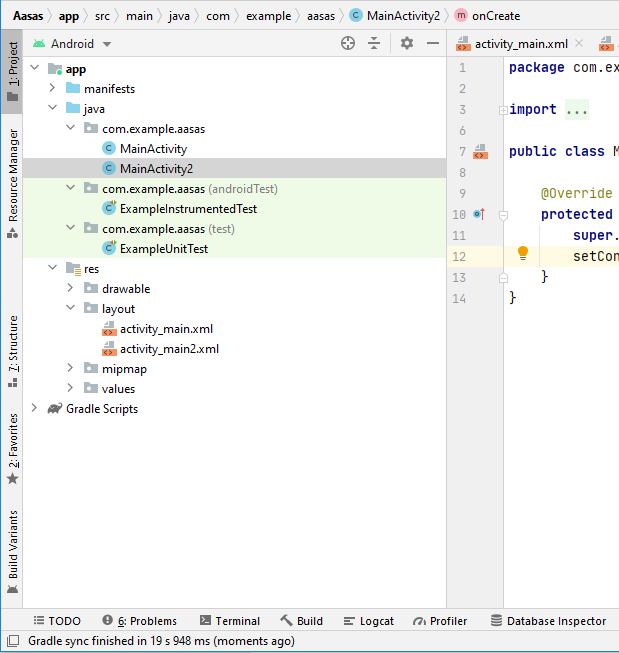 Aasas app src main java com example aasas MainActivity2 onCreate
Android
activity_main.xml
1: Project
Resource Manager
7: Structure
2: Favorites
Build Variants
app
manifests
java
com.example.aasas
MainActivity
MainActivity2
com.example.aasas (androidTest)
ExampleInstrumentedTest
com.example.aasas (test)
ExampleUnitTest
res
drawable
layout
activity_main.xml
activity_main2.xml
mipmap
values
Gradle Scripts
1 package com.ex
2
3 import ...
6
7 public class M
8
9 @Override
10 protected
11 super.
12 setCon
13 }
14 }
TODO 6: Problems Terminal Build Logcat Profiler Database Inspector
Gradle sync finished in 19 s 948 ms (moments ago)